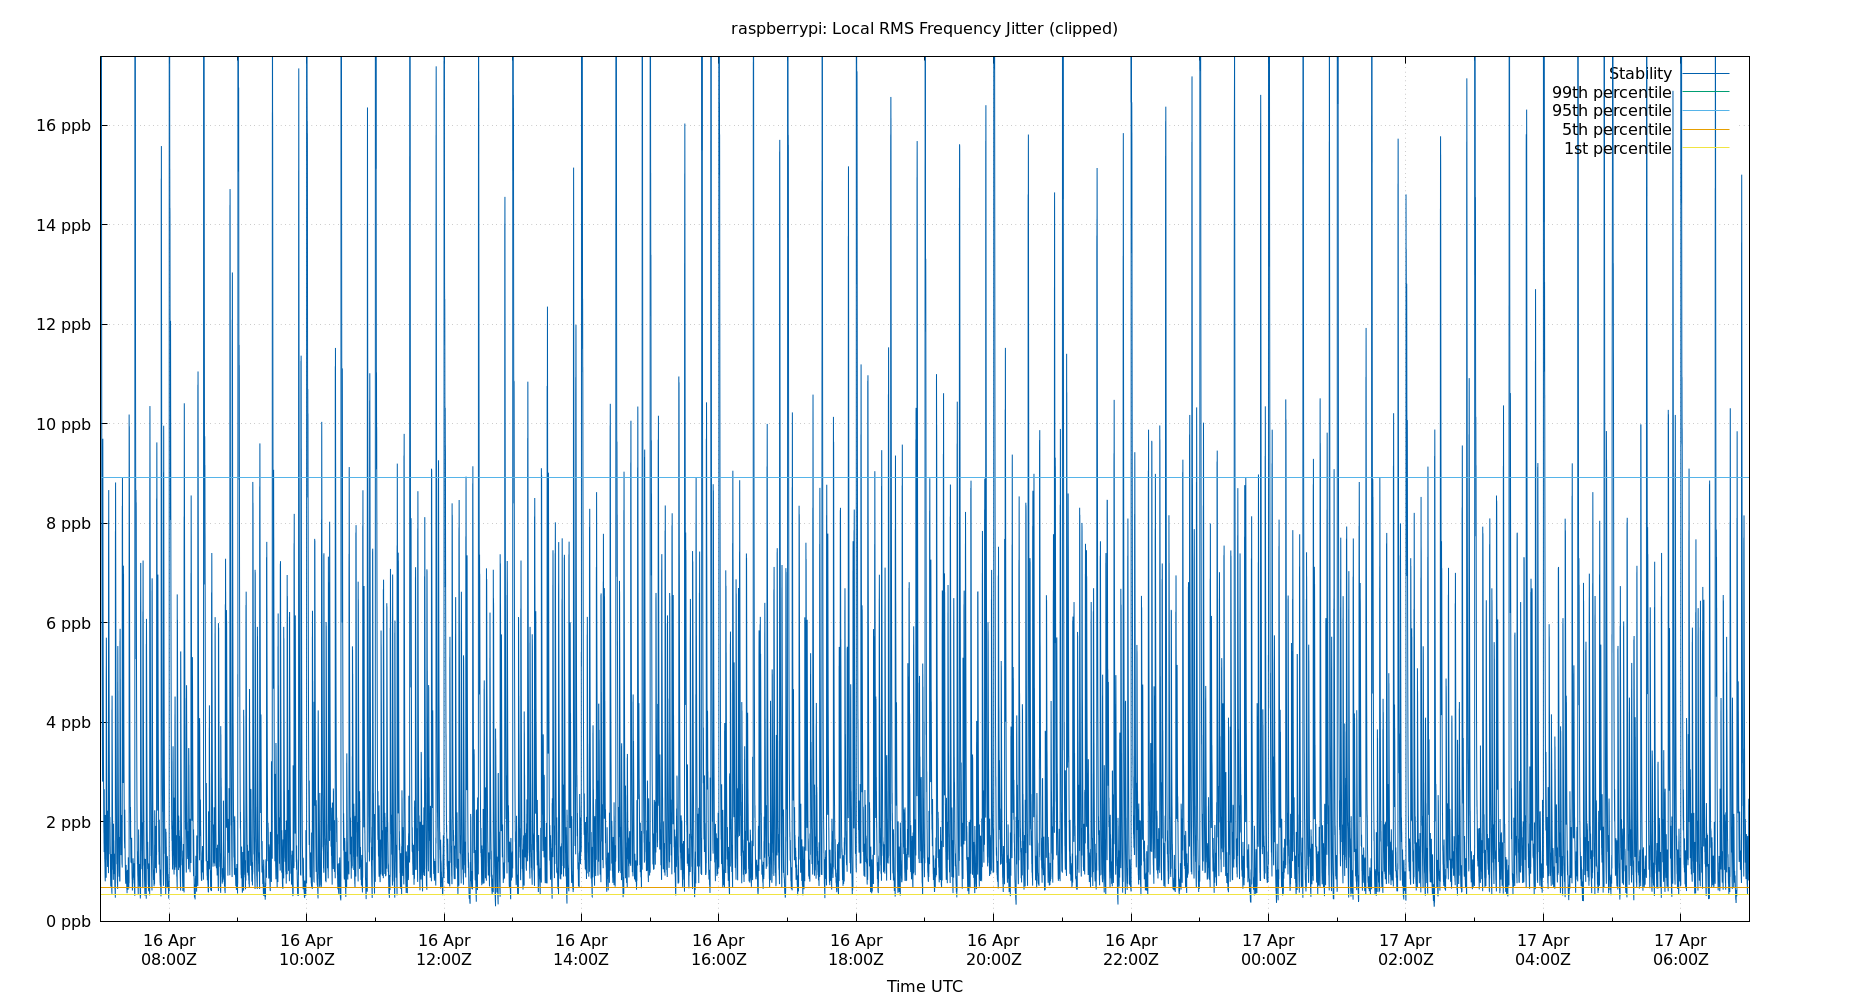 raspberrypi: Local RMS Frequency Jitter (clipped)
Stability
99th percentile
95th percentile
5th percentile
1st percentile
16 ppb
14 ppb
12 ppb
10 ppb
8 ppb
6 ppb
4 ppb
2 ppb
0 ppb
16 Apr 16 Apr 16 Apr 16 Apr 16 Apr 16 Apr 16 Apr 16 Apr 17 Apr 17 Apr 17 Apr 17 Apr
08:00Z 10:00Z 12:00Z 14:00Z 16:00Z 18:00Z 20:00Z 22:00Z 00:00Z 02:00Z 04:00Z 06:00Z
Time UTC